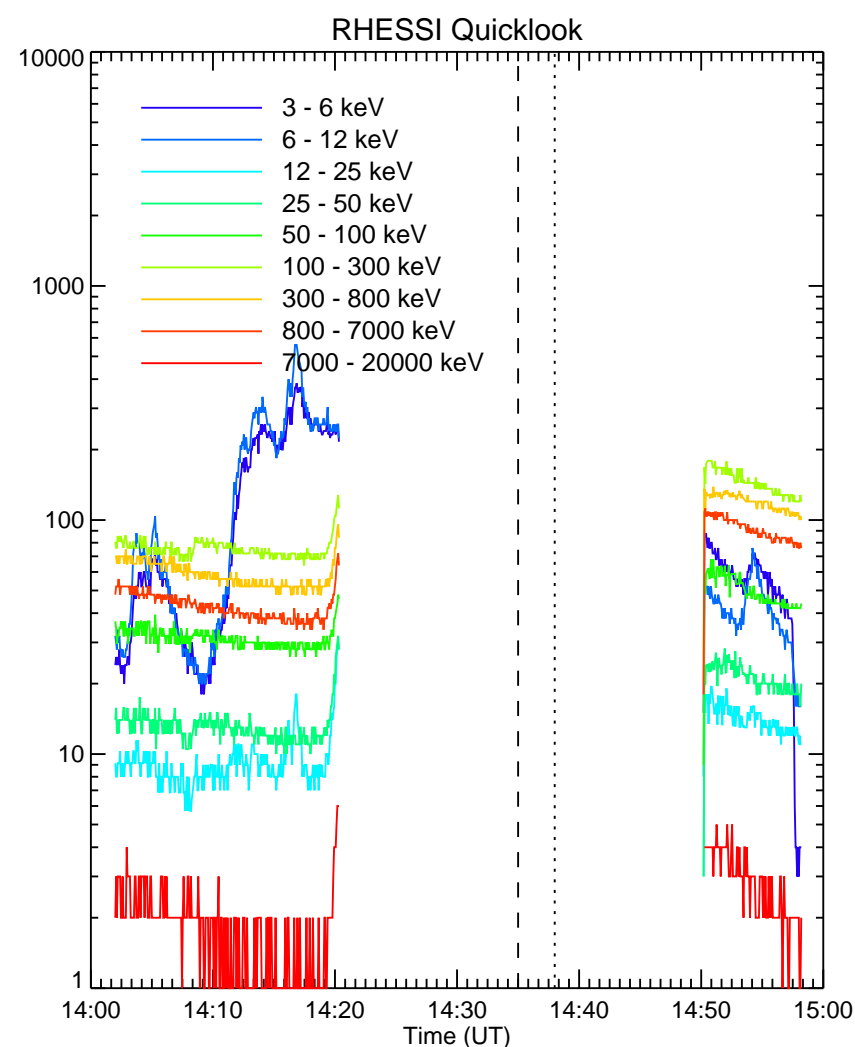 RHESSI Quicklook
10000
1000
100
10
1
3 - 6 keV
6 - 12 keV
12 - 25 keV
25 - 50 keV
50 - 100 keV
100 - 300 keV
300 - 800 keV
800 - 7000 keV
7000 - 20000 keV
14:00 14:10 14:20 14:30 14:40 14:50 15:00
Time (UT)